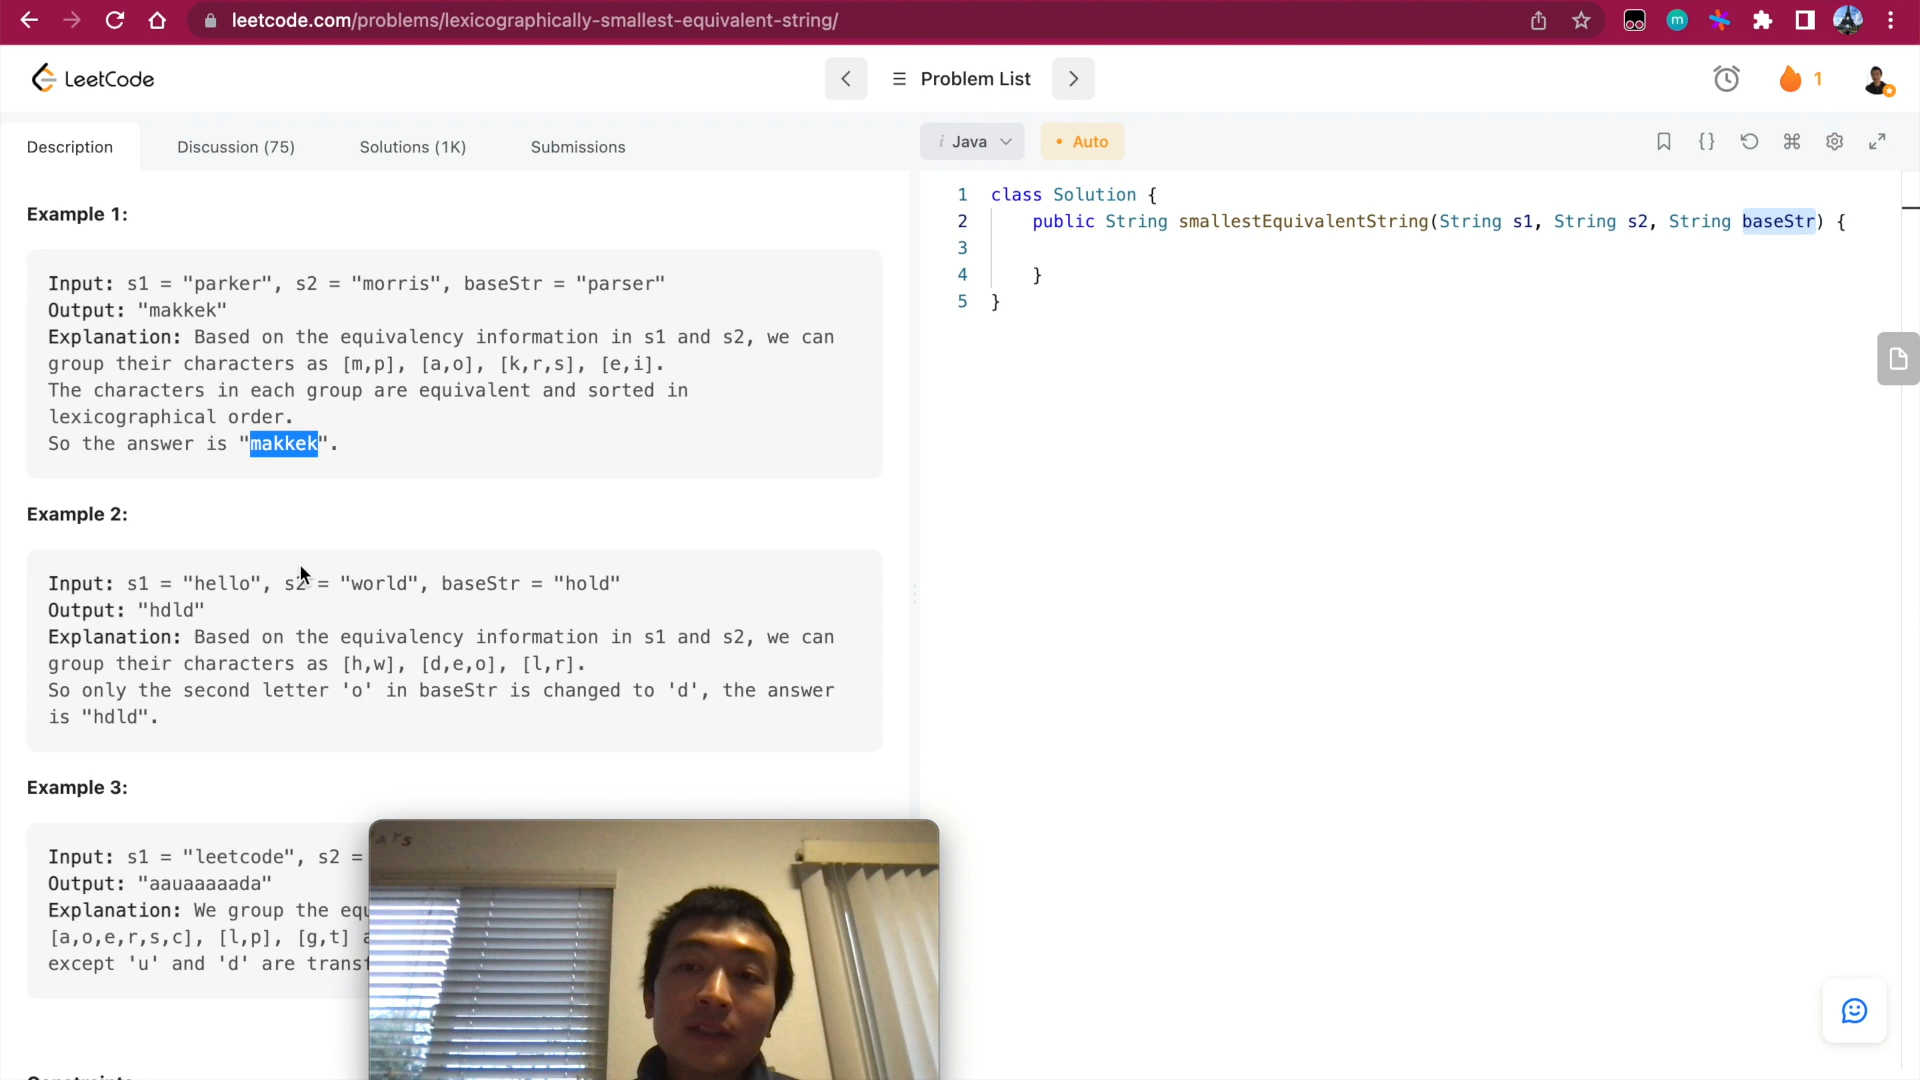 leetcode.com/problems/lexicographically-smallest-equivalent-string/
m
LeetCode
Problem List
1
Description
Discussion (75)
Solutions (1K)
Submissions
i Java
• Auto
Example 1:
Input: s1 = "parker", s2 = "morris", baseStr = "parser"
Output: "makkek"
Explanation: Based on the equivalency information in s1 and s2, we can
group their characters as [m,p], [a,o], [k,r,s], [e,i].
The characters in each group are equivalent and sorted in
lexicographical order.
So the answer is "makkek".
Example 2:
Input: s1 = "hello", s2 = "world", baseStr = "hold"
Output: "hdld"
Explanation: Based on the equivalency information in s1 and s2, we can
group their characters as [h,w], [d,e,o], [l,r].
So only the second letter 'o' in baseStr is changed to 'd', the answer
is "hdld".
Example 3:
Input: s1 = "leetcode", s2 =
Output: "aauaaaaada"
Explanation: We group the
[a,o,e,r,s,c], [l,p], [g,t]
except 'u' and 'd' are
1 class Solution {
2 public String smallestEquivalentString(String s1, String s2, String baseStr) {
3
4 }
5 }